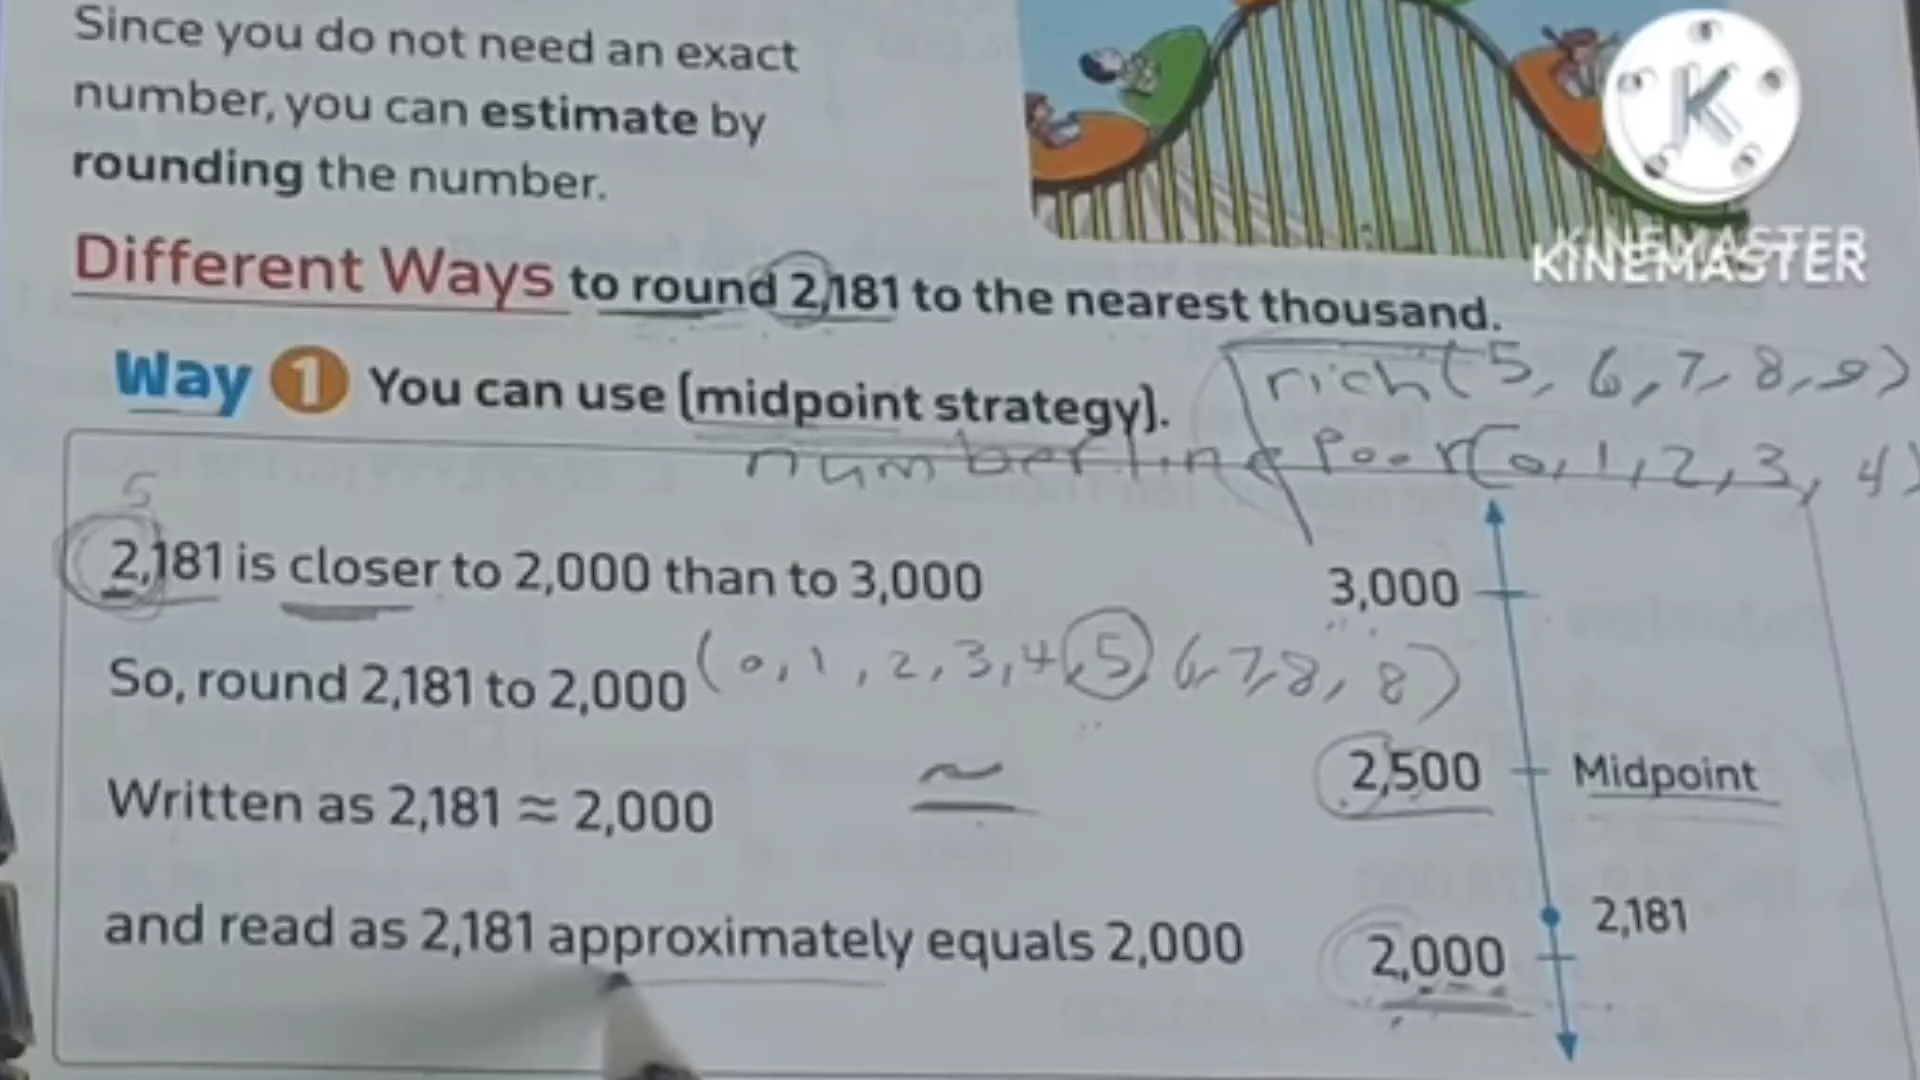 Since you do not need an exact
number, you can estimate by
rounding the number.
K
KINEMASTER
Different Ways to round 2,181 to the nearest thousand.
Way 1 You can use (midpoint strategy).
rich (5, 6, 7, 8, 9)
number line
Poor (0, 1, 2, 3, 4)
5
2,181 is closer to 2,000 than to 3,000
3,000
So, round 2,181 to 2,000
(0, 1, 2, 3, 4, 5, 6, 7, 8, 8)
2,500 Midpoint
Written as 2,181 ≈ 2,000
≃
2,181
and read as 2,181 approximately equals 2,000
2,000